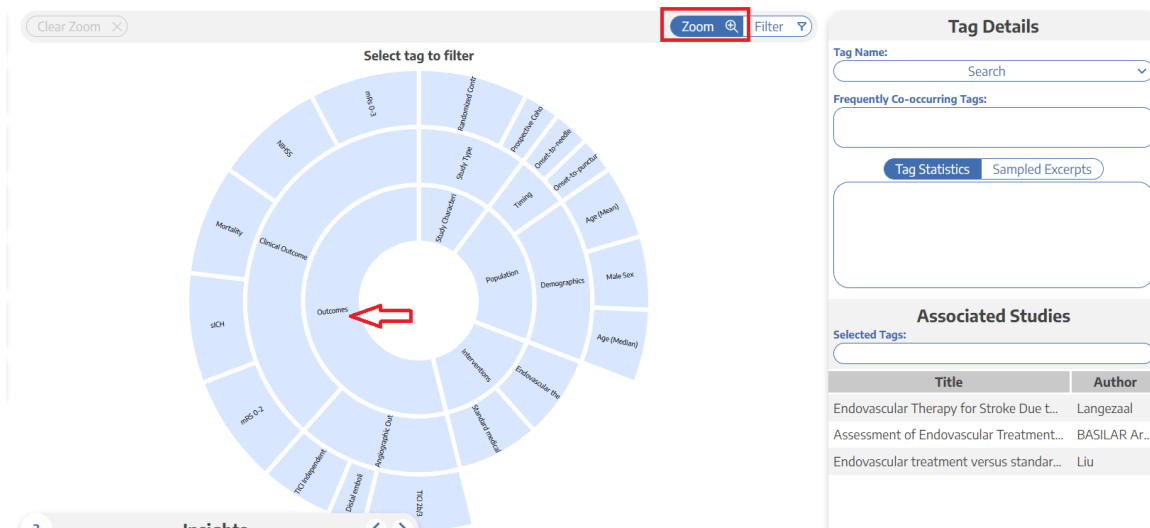 Clear Zoom
Zoom
Filter
Select tag to filter
mRs 0-3
Randomized Contr
Prospective Coho
Onset-to-needle
Onset-to-punctur
NIHSS
Study Type
Timing
Age (Mean)
Mortality
Clinical Outcome
Study Characteri
Population
Demographics
Male Sex
Outcomes
sICH
Age (Median)
Interventions
Endovascular the
mRS 0-2
Standard medical
Angiographic Out
TICI Independent
Distal emboli
TICI 2b/3
?
Insights
Tag Details
Tag Name:
Search
Frequently Co-occurring Tags:
Tag Statistics
Sampled Excerpts
Associated Studies
Selected Tags:
Title Author
Endovascular Therapy for Stroke Due t... Langezaal
Assessment of Endovascular Treatment... BASILAR Ar...
Endovascular treatment versus standar... Liu